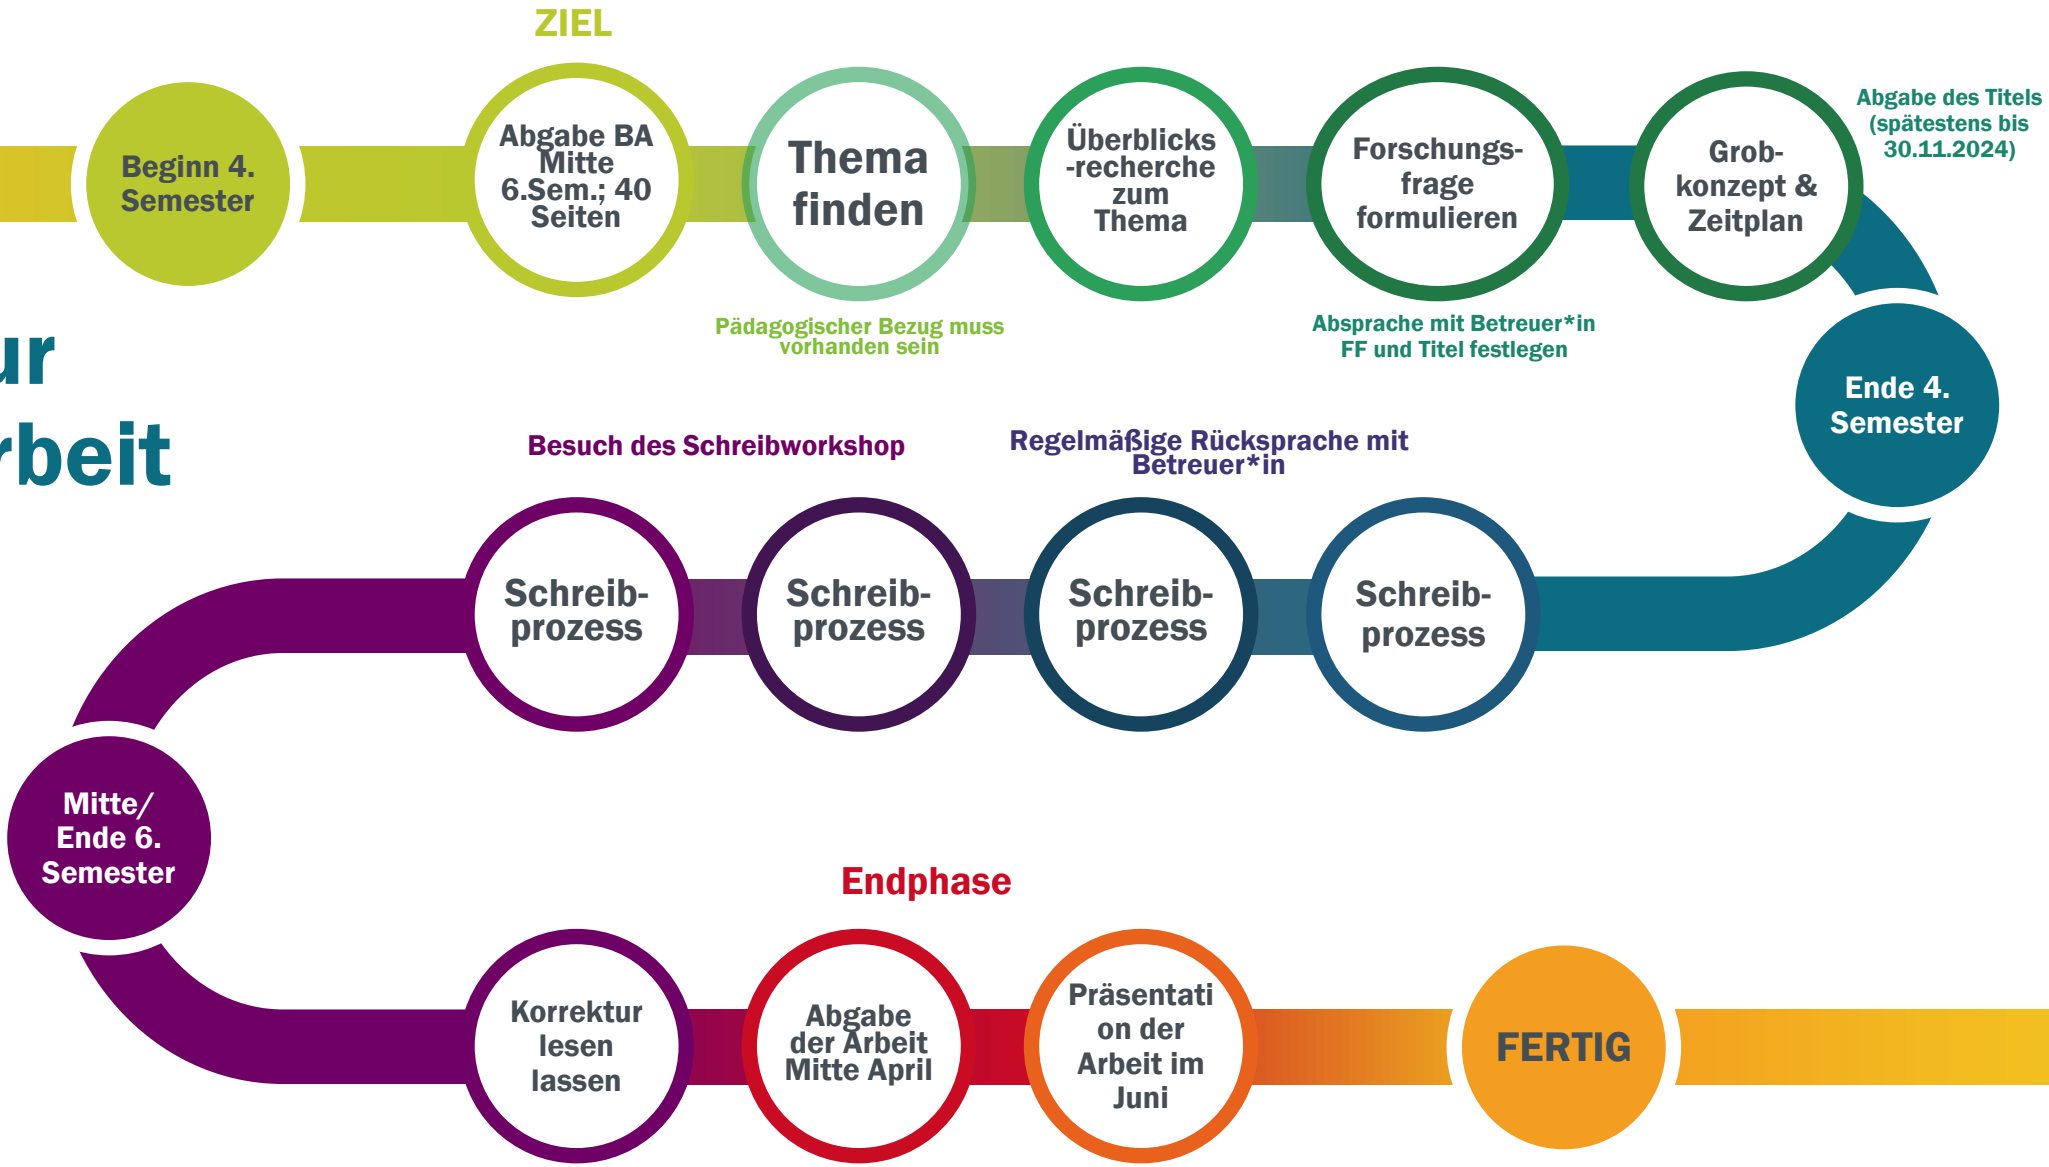 ZIEL
Beginn 4.
Semester
Abgabe BA
Mitte
6.Sem.; 40
Seiten
Thema
finden
Pädagogischer Bezug muss
vorhanden sein
Überblicks
-recherche
zum
Thema
Forschungs-
frage
formulieren
Absprache mit Betreuer*in
FF und Titel festlegen
Grob-
konzept &
Zeitplan
Abgabe des Titels
(spätestens bis
30.11.2024)
Ende 4.
Semester
ur
rbeit
Regelmäßige Rücksprache mit
Betreuer*in
Besuch des Schreibworkshop
Schreib-
prozess
Schreib-
prozess
Schreib-
prozess
Schreib-
prozess
Mitte/
Ende 6.
Semester
Endphase
Korrektur
lesen
lassen
Abgabe
der Arbeit
Mitte April
Präsentati
on der
Arbeit im
Juni
FERTIG